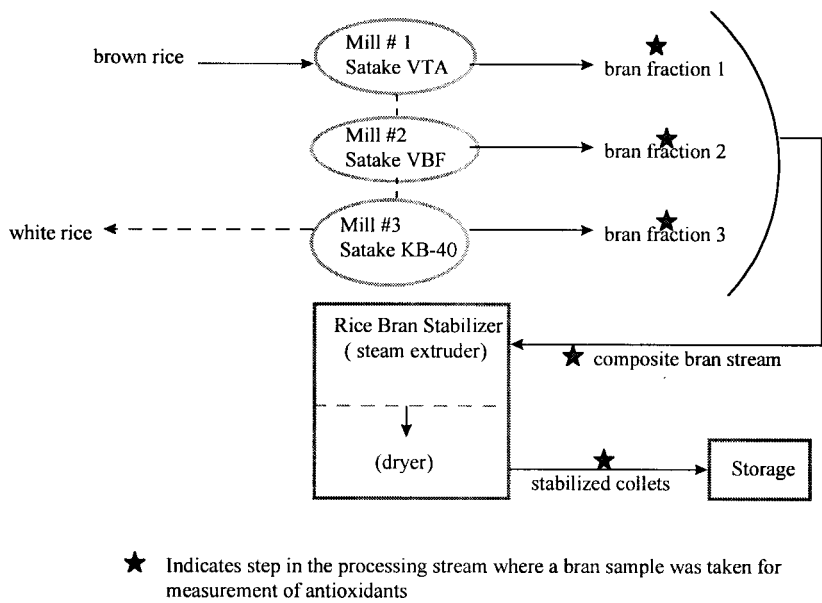 brown rice
Mill # 1
Satake VTA
bran fraction 1
Mill #2
Satake VBF
bran fraction 2
white rice
Mill #3
Satake KB-40
bran fraction 3
Rice Bran Stabilizer
( steam extruder)
composite bran stream
(dryer)
stabilized collets
Storage
Indicates step in the processing stream where a bran sample was taken for
measurement of antioxidants